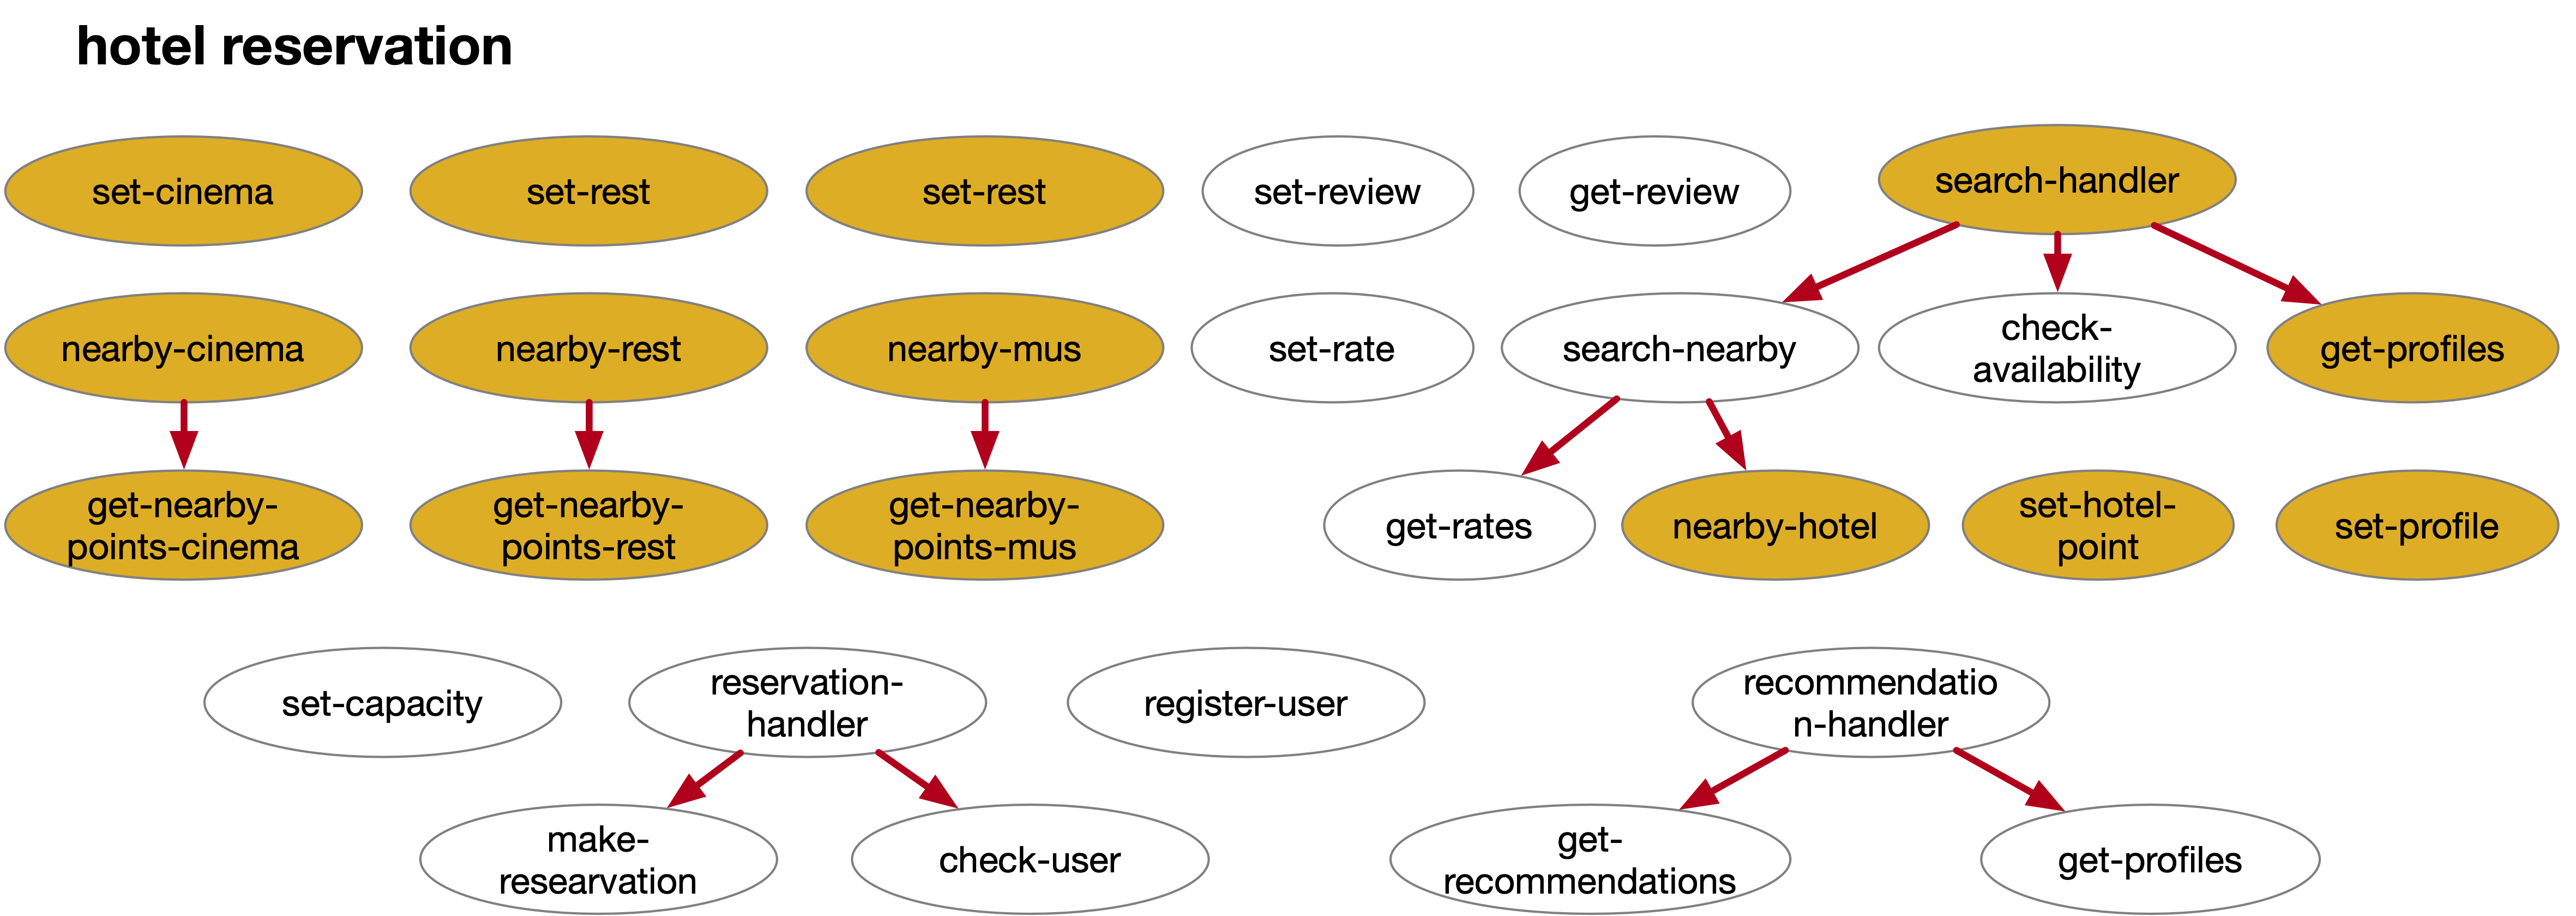 hotel reservation
set-cinema
set-rest
set-rest
set-review
get-review
search-handler
nearby-cinema
nearby-rest
nearby-mus
set-rate
search-nearby
check-
availability
get-profiles
get-nearby-
points-cinema
get-nearby-
points-rest
get-nearby-
points-mus
get-rates
nearby-hotel
set-hotel-
point
set-profile
set-capacity
reservation-
handler
register-user
recommendatio
n-handler
make-
researvation
check-user
get-
recommendations
get-profiles